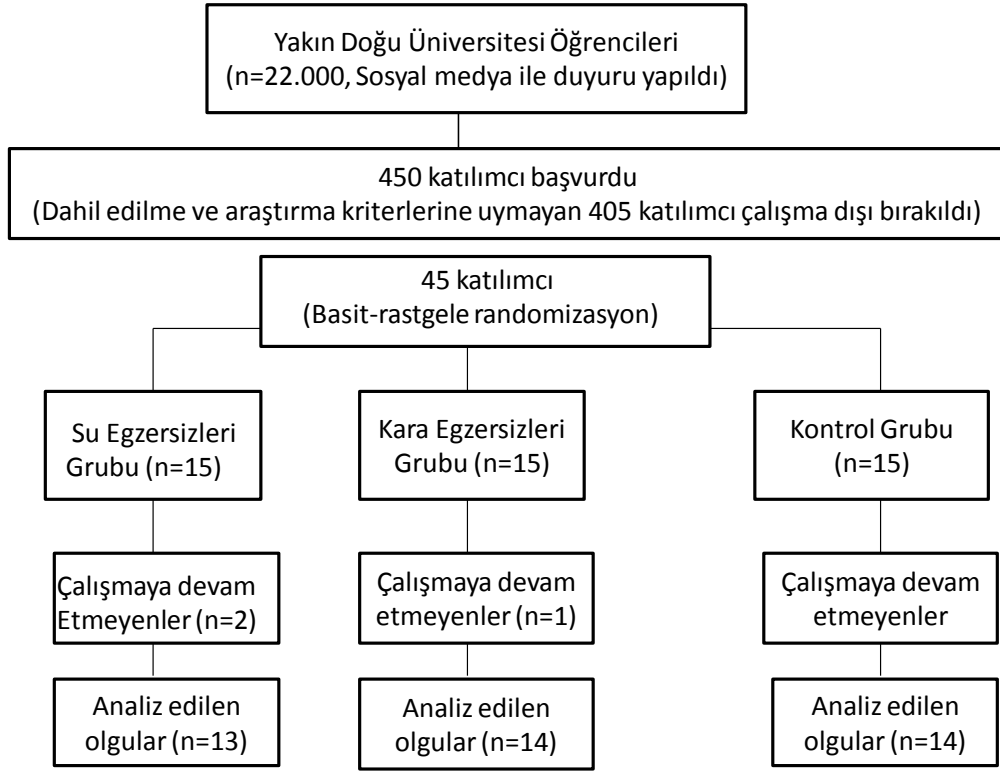 Yakın Doğu Üniversitesi Öğrencileri
(n=22.000, Sosyal medya ile duyuru yapıldı)
450 katılımcı başvurdu
(Dahil edilme ve araştırma kriterlerine uymayan 405 katılımcı çalışma dışı bırakıldı)
45 katılımcı
(Basit-rastgele randomizasyon)
Su Egzersizleri
Grubu (n=15)
Kara Egzersizleri
Grubu (n=15)
Kontrol Grubu
(n=15)
Çalışmaya devam
Etmeyenler (n=2)
Çalışmaya devam
etmeyenler (n=1)
Çalışmaya devam
etmeyenler
Analiz edilen
olgular (n=13)
Analiz edilen
olgular (n=14)
Analiz edilen
olgular (n=14)